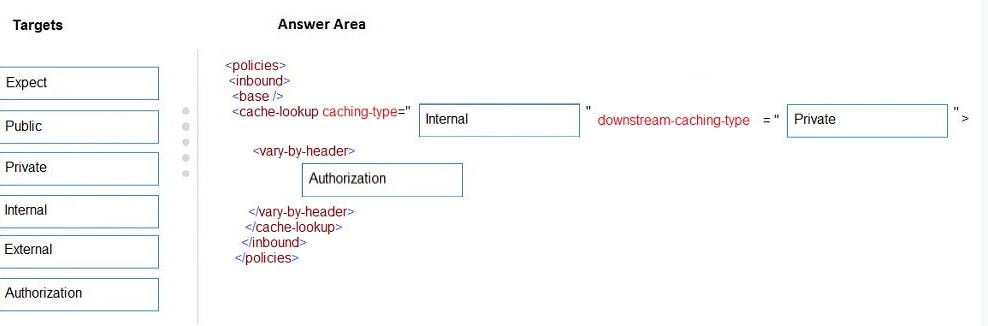 Targets
Answer Area
Expect
Public
Private
Internal
External
Authorization
<policies>
<inbound>
<base />
<cache-lookup caching-type=" Internal " downstream-caching-type = " Private " >
<vary-by-header>
Authorization
</vary-by-header>
</cache-lookup>
</inbound>
</policies>